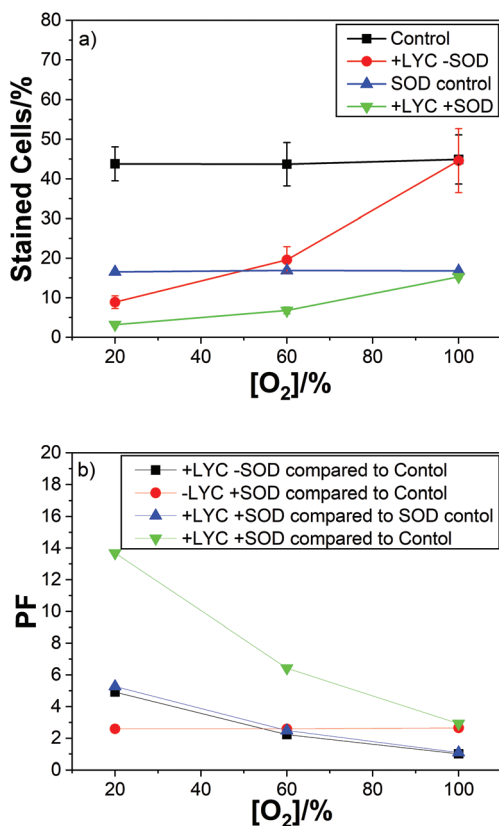 a)
Control
+LYC -SOD
SOD control
+LYC +SOD
80
70
60
50
40
30
20
10
0
Stained Cells/%
20 40 60 80 100
[O₂]/%
b)
+LYC -SOD compared to Contol
-LYC +SOD compared to Contol
+LYC +SOD compared to SOD contol
+LYC +SOD compared to Contol
20
18
16
14
12
10
8
6
4
2
0
PF
20 40 60 80 100
[O₂]/%